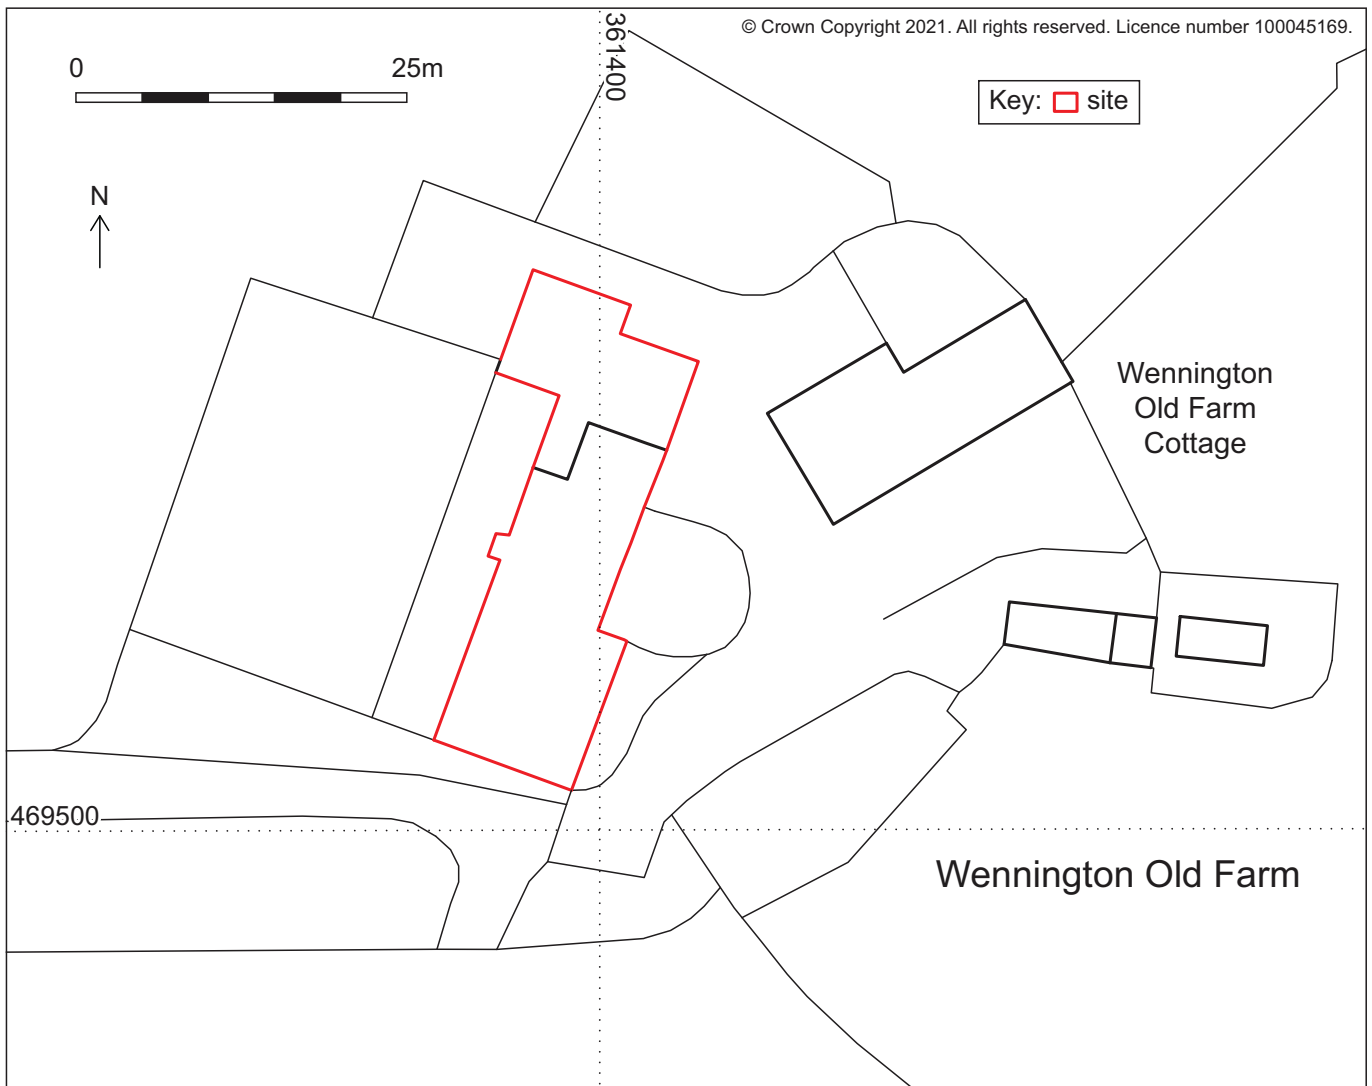 © Crown Copyright 2021. All rights reserved. Licence number 100045169.
0 25m
361400
Key: site
N
Wennington
Old Farm
Cottage
469500
Wennington Old Farm